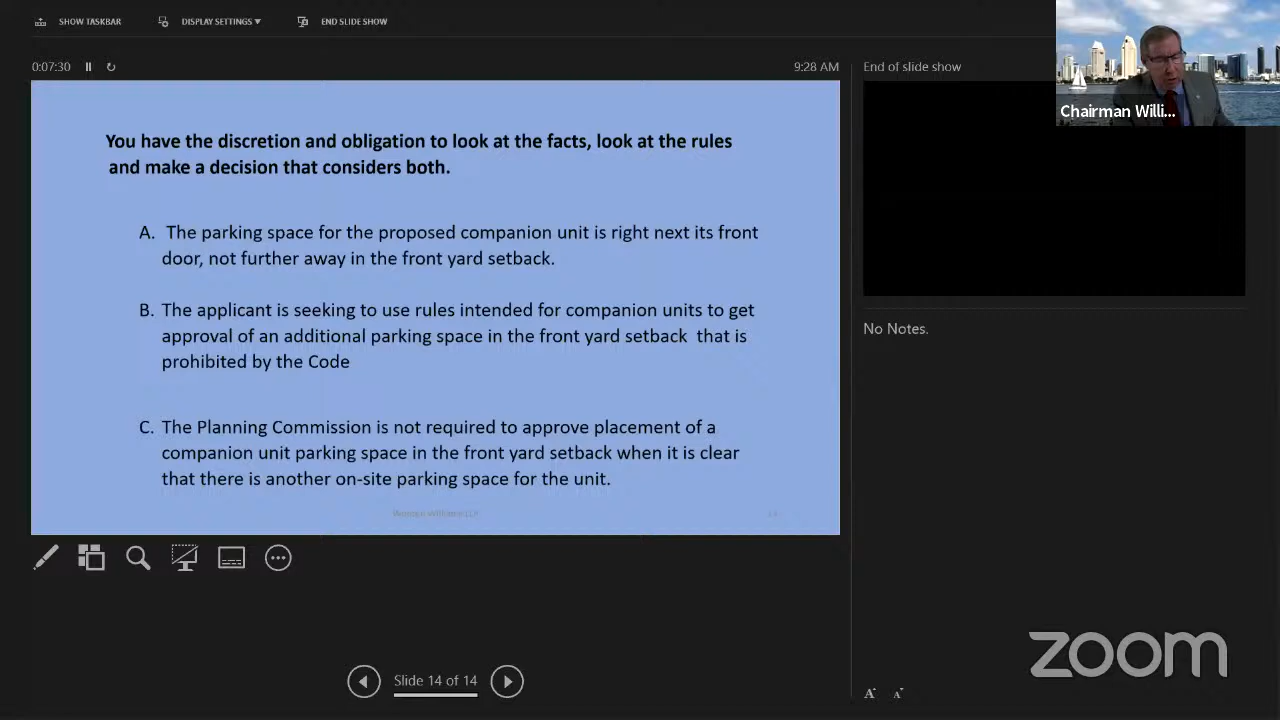 SHOW TASKBAR
DISPLAY SETTINGS ▼
END SLIDE SHOW
0:07:30
9:28 AM
You have the discretion and obligation to look at the facts, look at the rules
and make a decision that considers both.
A. The parking space for the proposed companion unit is right next its front
door, not further away in the front yard setback.
B. The applicant is seeking to use rules intended for companion units to get
approval of an additional parking space in the front yard setback that is
prohibited by the Code
C. The Planning Commission is not required to approve placement of a
companion unit parking space in the front yard setback when it is clear
that there is another on-site parking space for the unit.
Slide 14 of 14
Chairman Willi...
End of slide show
No Notes.
A A
zoom